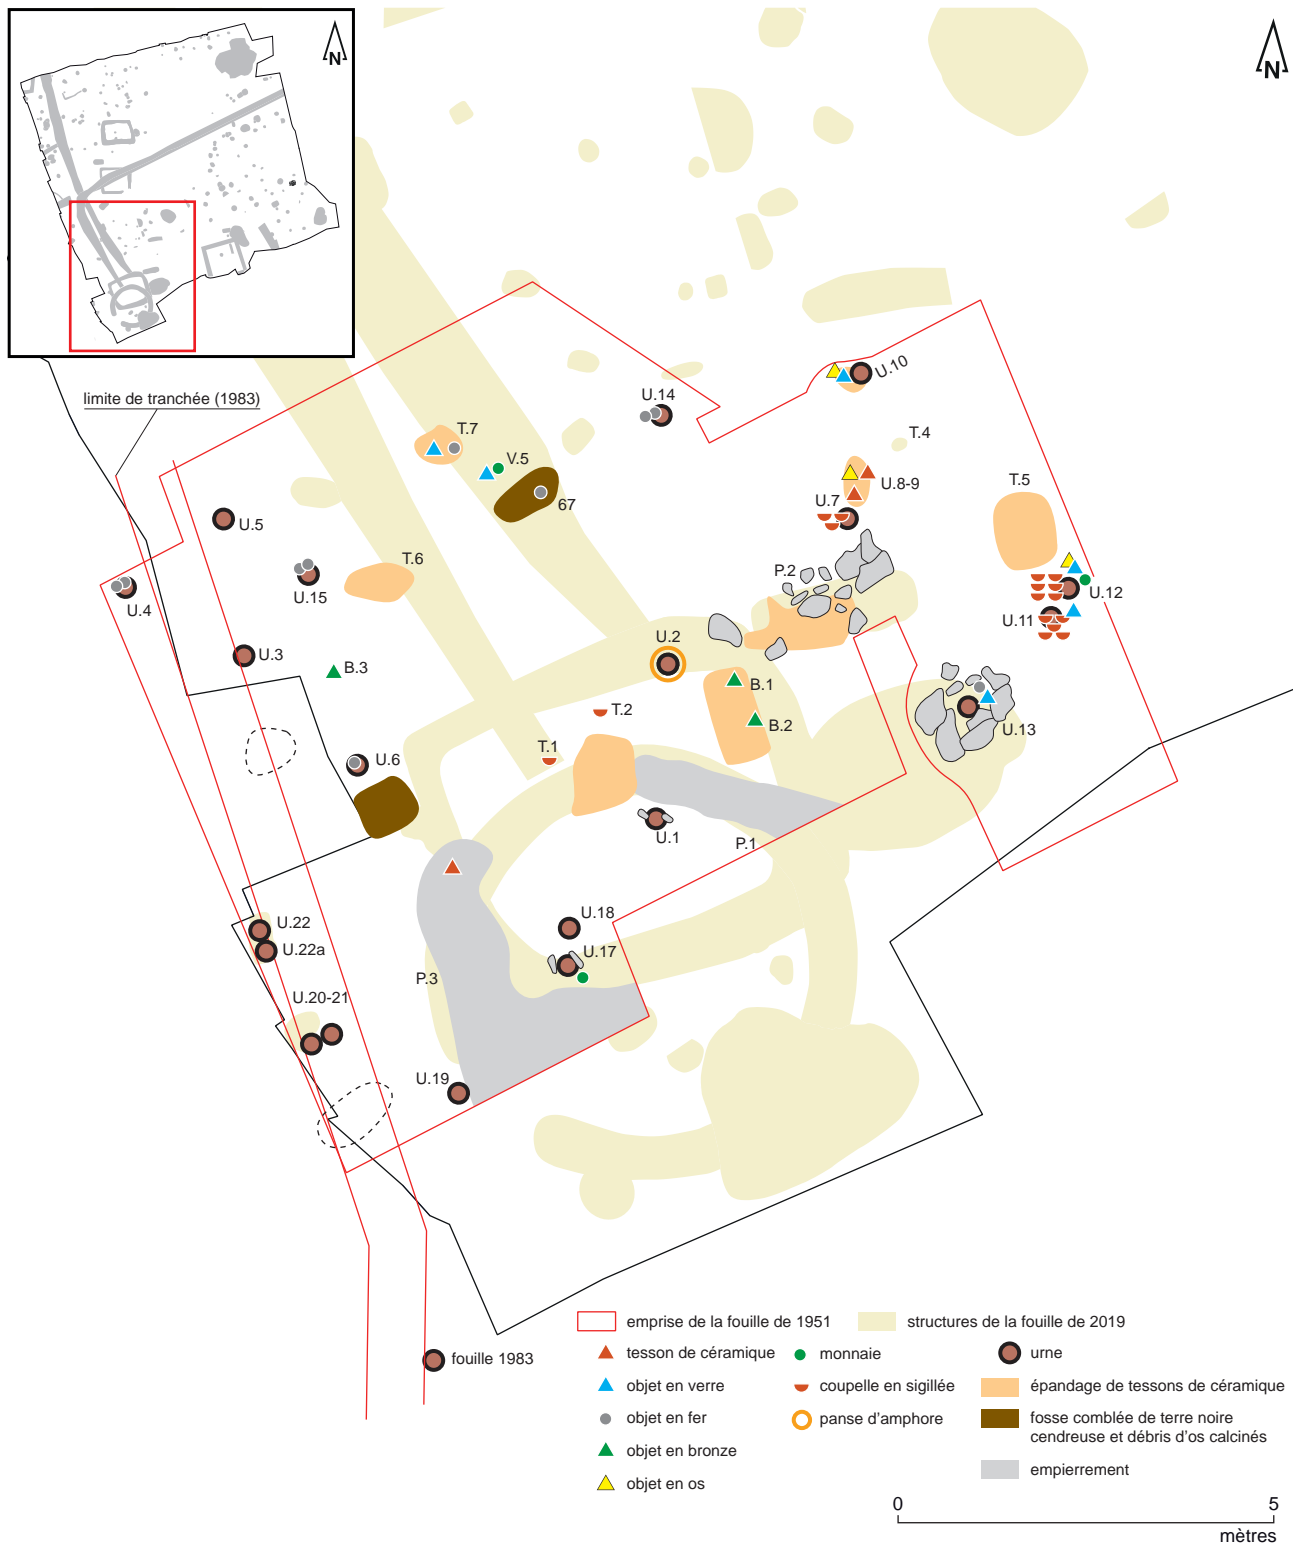 N
N
limite de tranchée (1983)
U.10
U.14
T.7
T.4
V.5
U.8-9
T.5
U.7
67
U.5
T.6
P.2
U.15
U.12
U.4
U.11
U.2
U.3
B.3
B.1
T.2
B.2
U.13
T.1
U.6
U.1
P.1
U.18
U.22
U.17
U.22a
P.3
U.20-21
U.19
fouille 1983
emprise de la fouille de 1951
structures de la fouille de 2019
tesson de céramique
monnaie
urne
objet en verre
coupelle en sigillée
épandage de tessons de céramique
objet en fer
panse d'amphore
fosse comblée de terre noire
cendreuse et débris d'os calcinés
objet en bronze
empierrement
objet en os
0
5
mètres